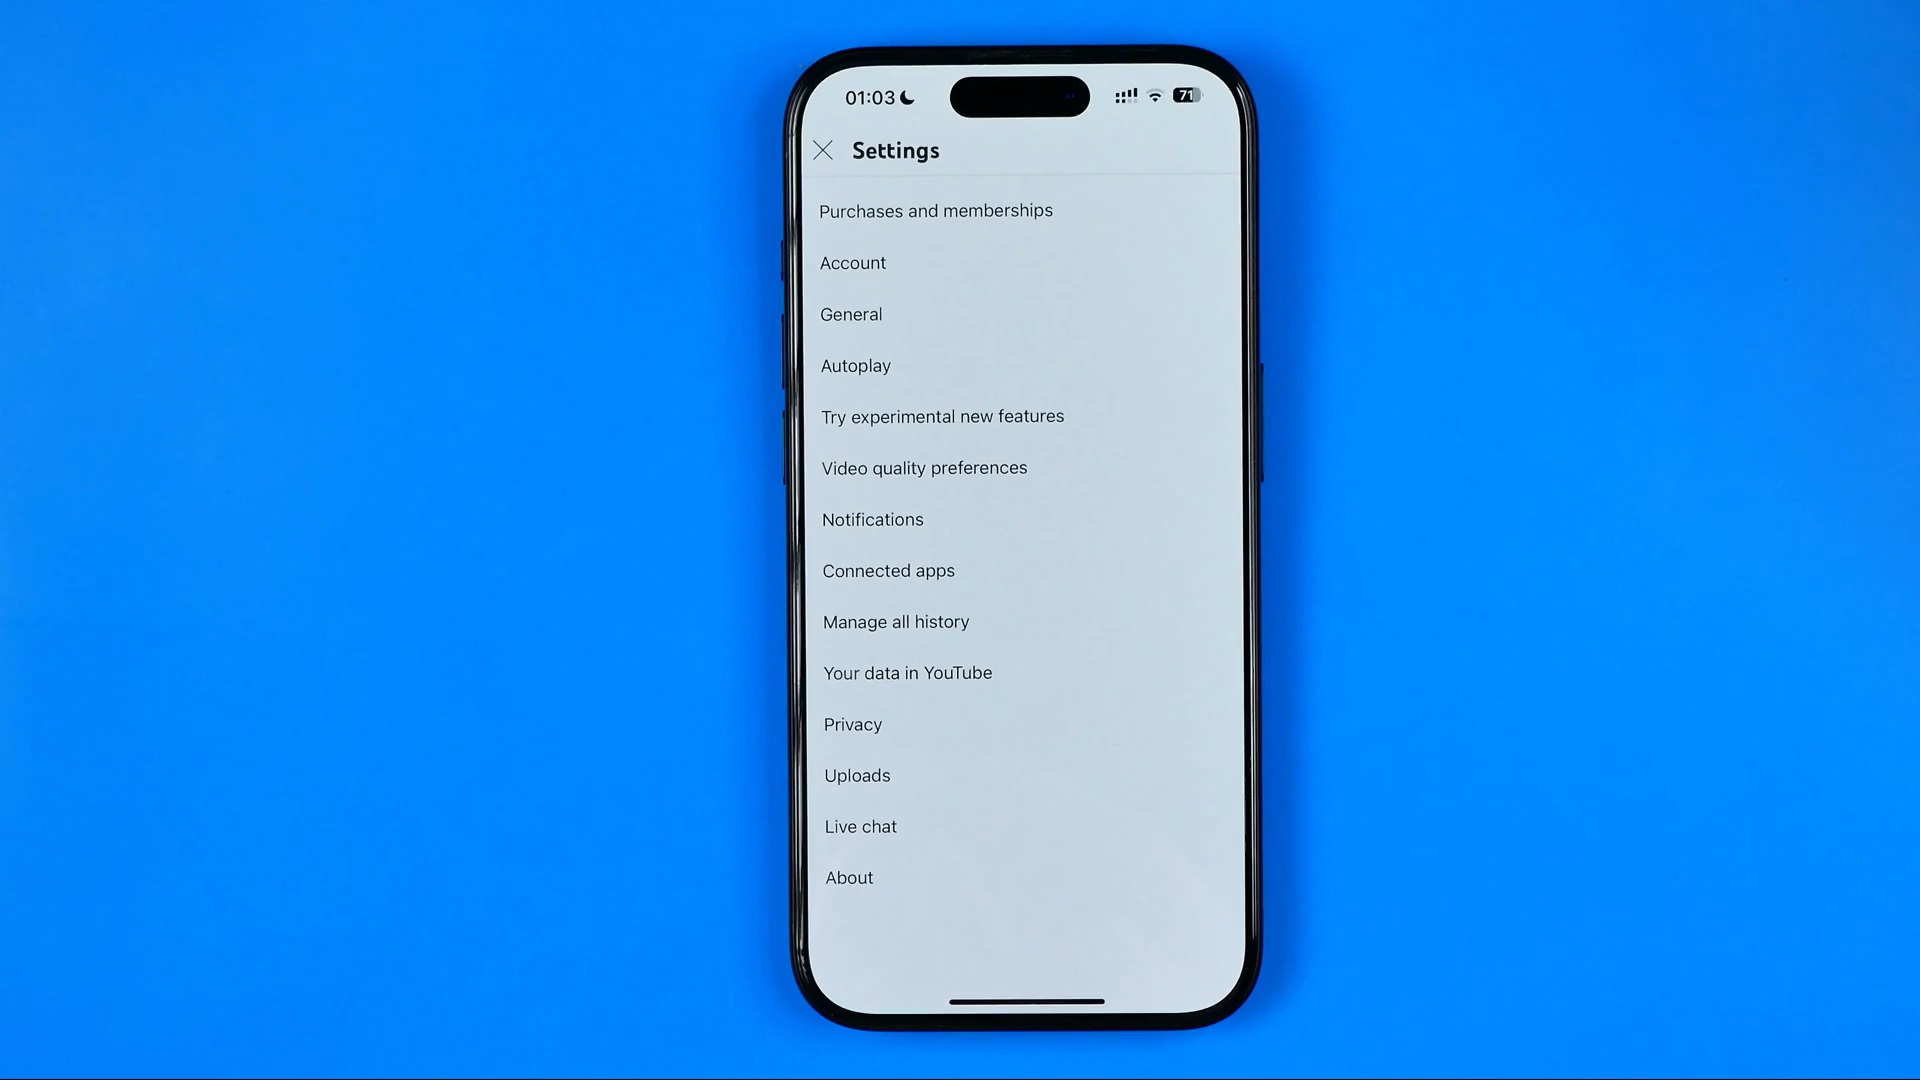 01:03
71
Settings
Purchases and memberships
Account
General
Autoplay
Try experimental new features
Video quality preferences
Notifications
Connected apps
Manage all history
Your data in YouTube
Privacy
Uploads
Live chat
About